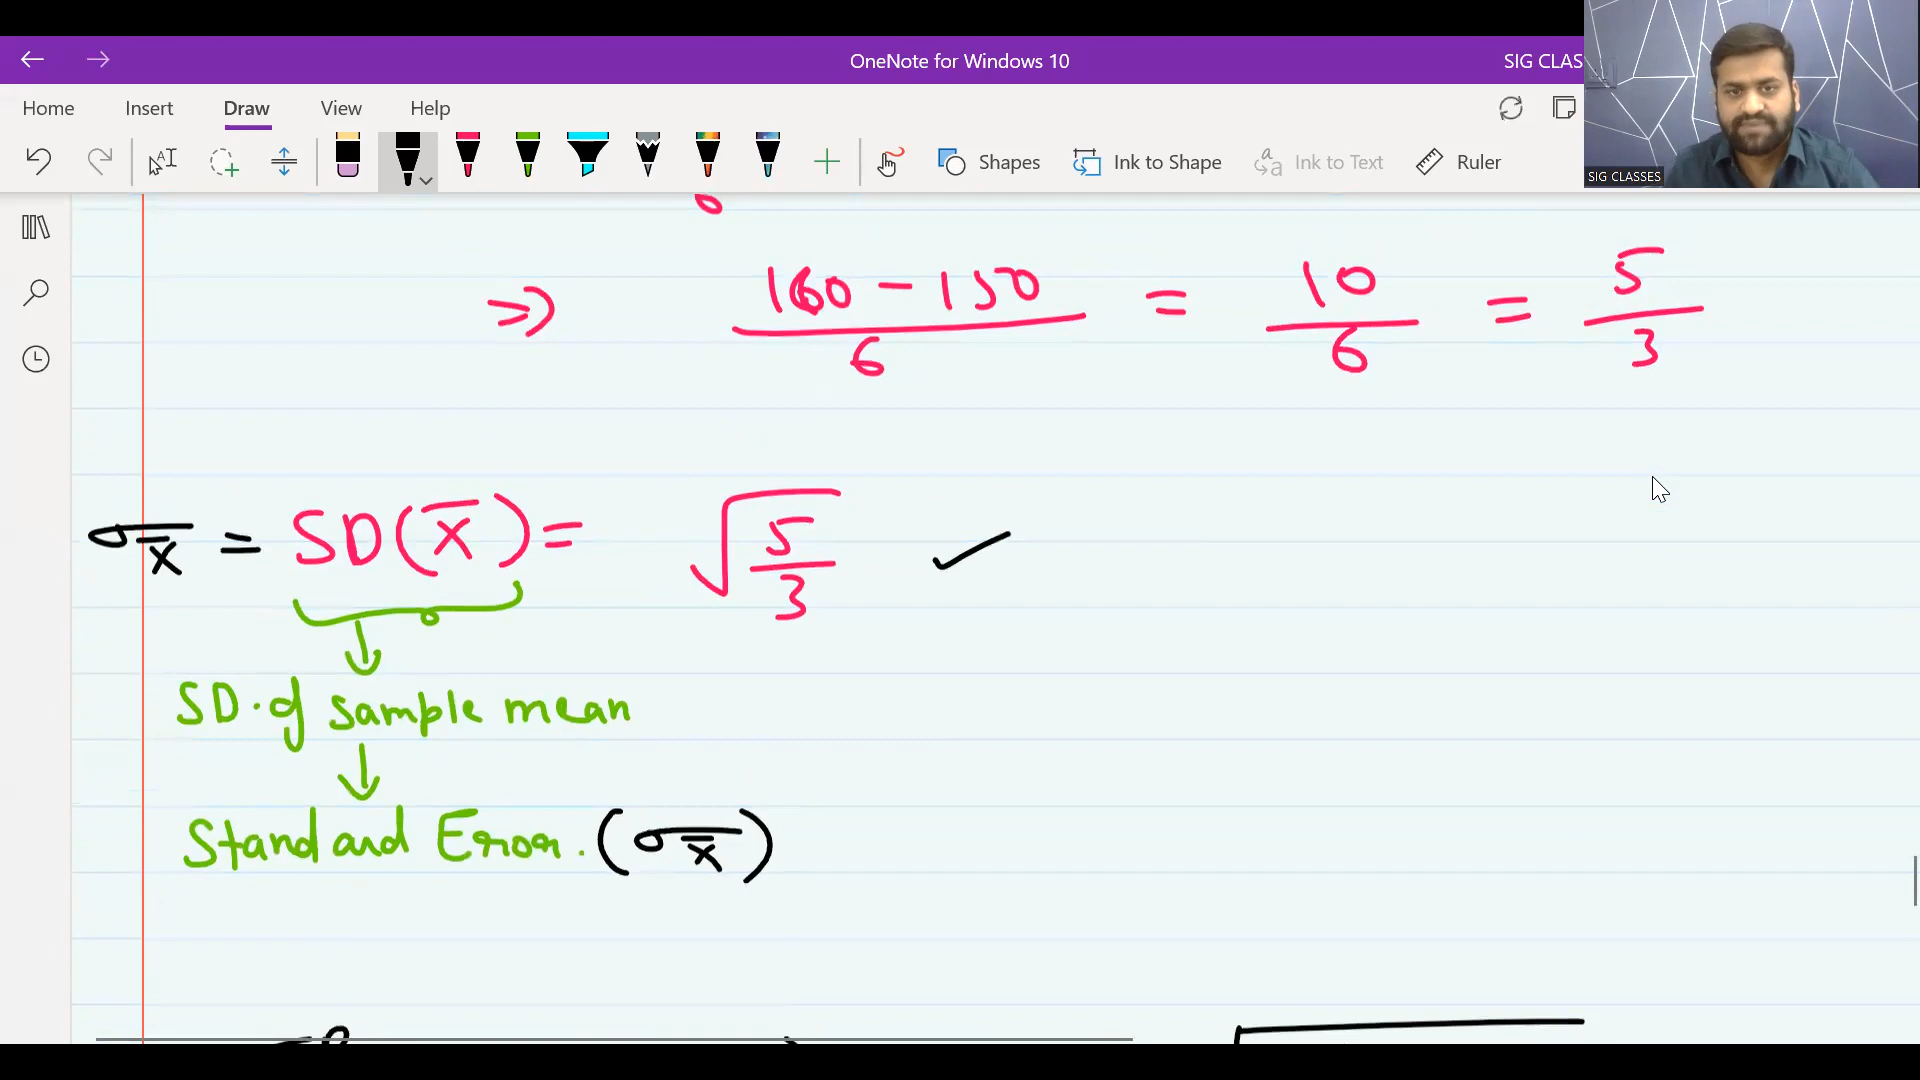 OneNote for Windows 10
SIG CLAS
Home Insert Draw View Help
Shapes Ink to Shape Ink to Text Ruler
SIG CLASSES
6
⇒ 160 - 150 / 6 = 10 / 6 = 5 / 3
σx̄ = SD(x̄) = √(5/3) ✓
SD. of sample mean
Standard Error. (σx̄)